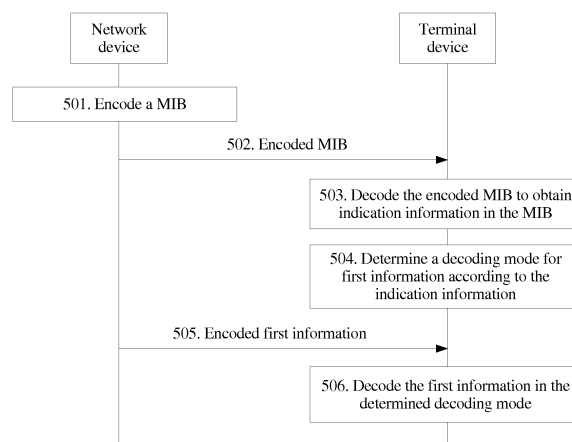 Network
device
Terminal
device
501. Encode a MIB
502. Encoded MIB
503. Decode the encoded MIB to obtain
indication information in the MIB
504. Determine a decoding mode for
first information according to the
indication information
505. Encoded first information
506. Decode the first information in the
determined decoding mode